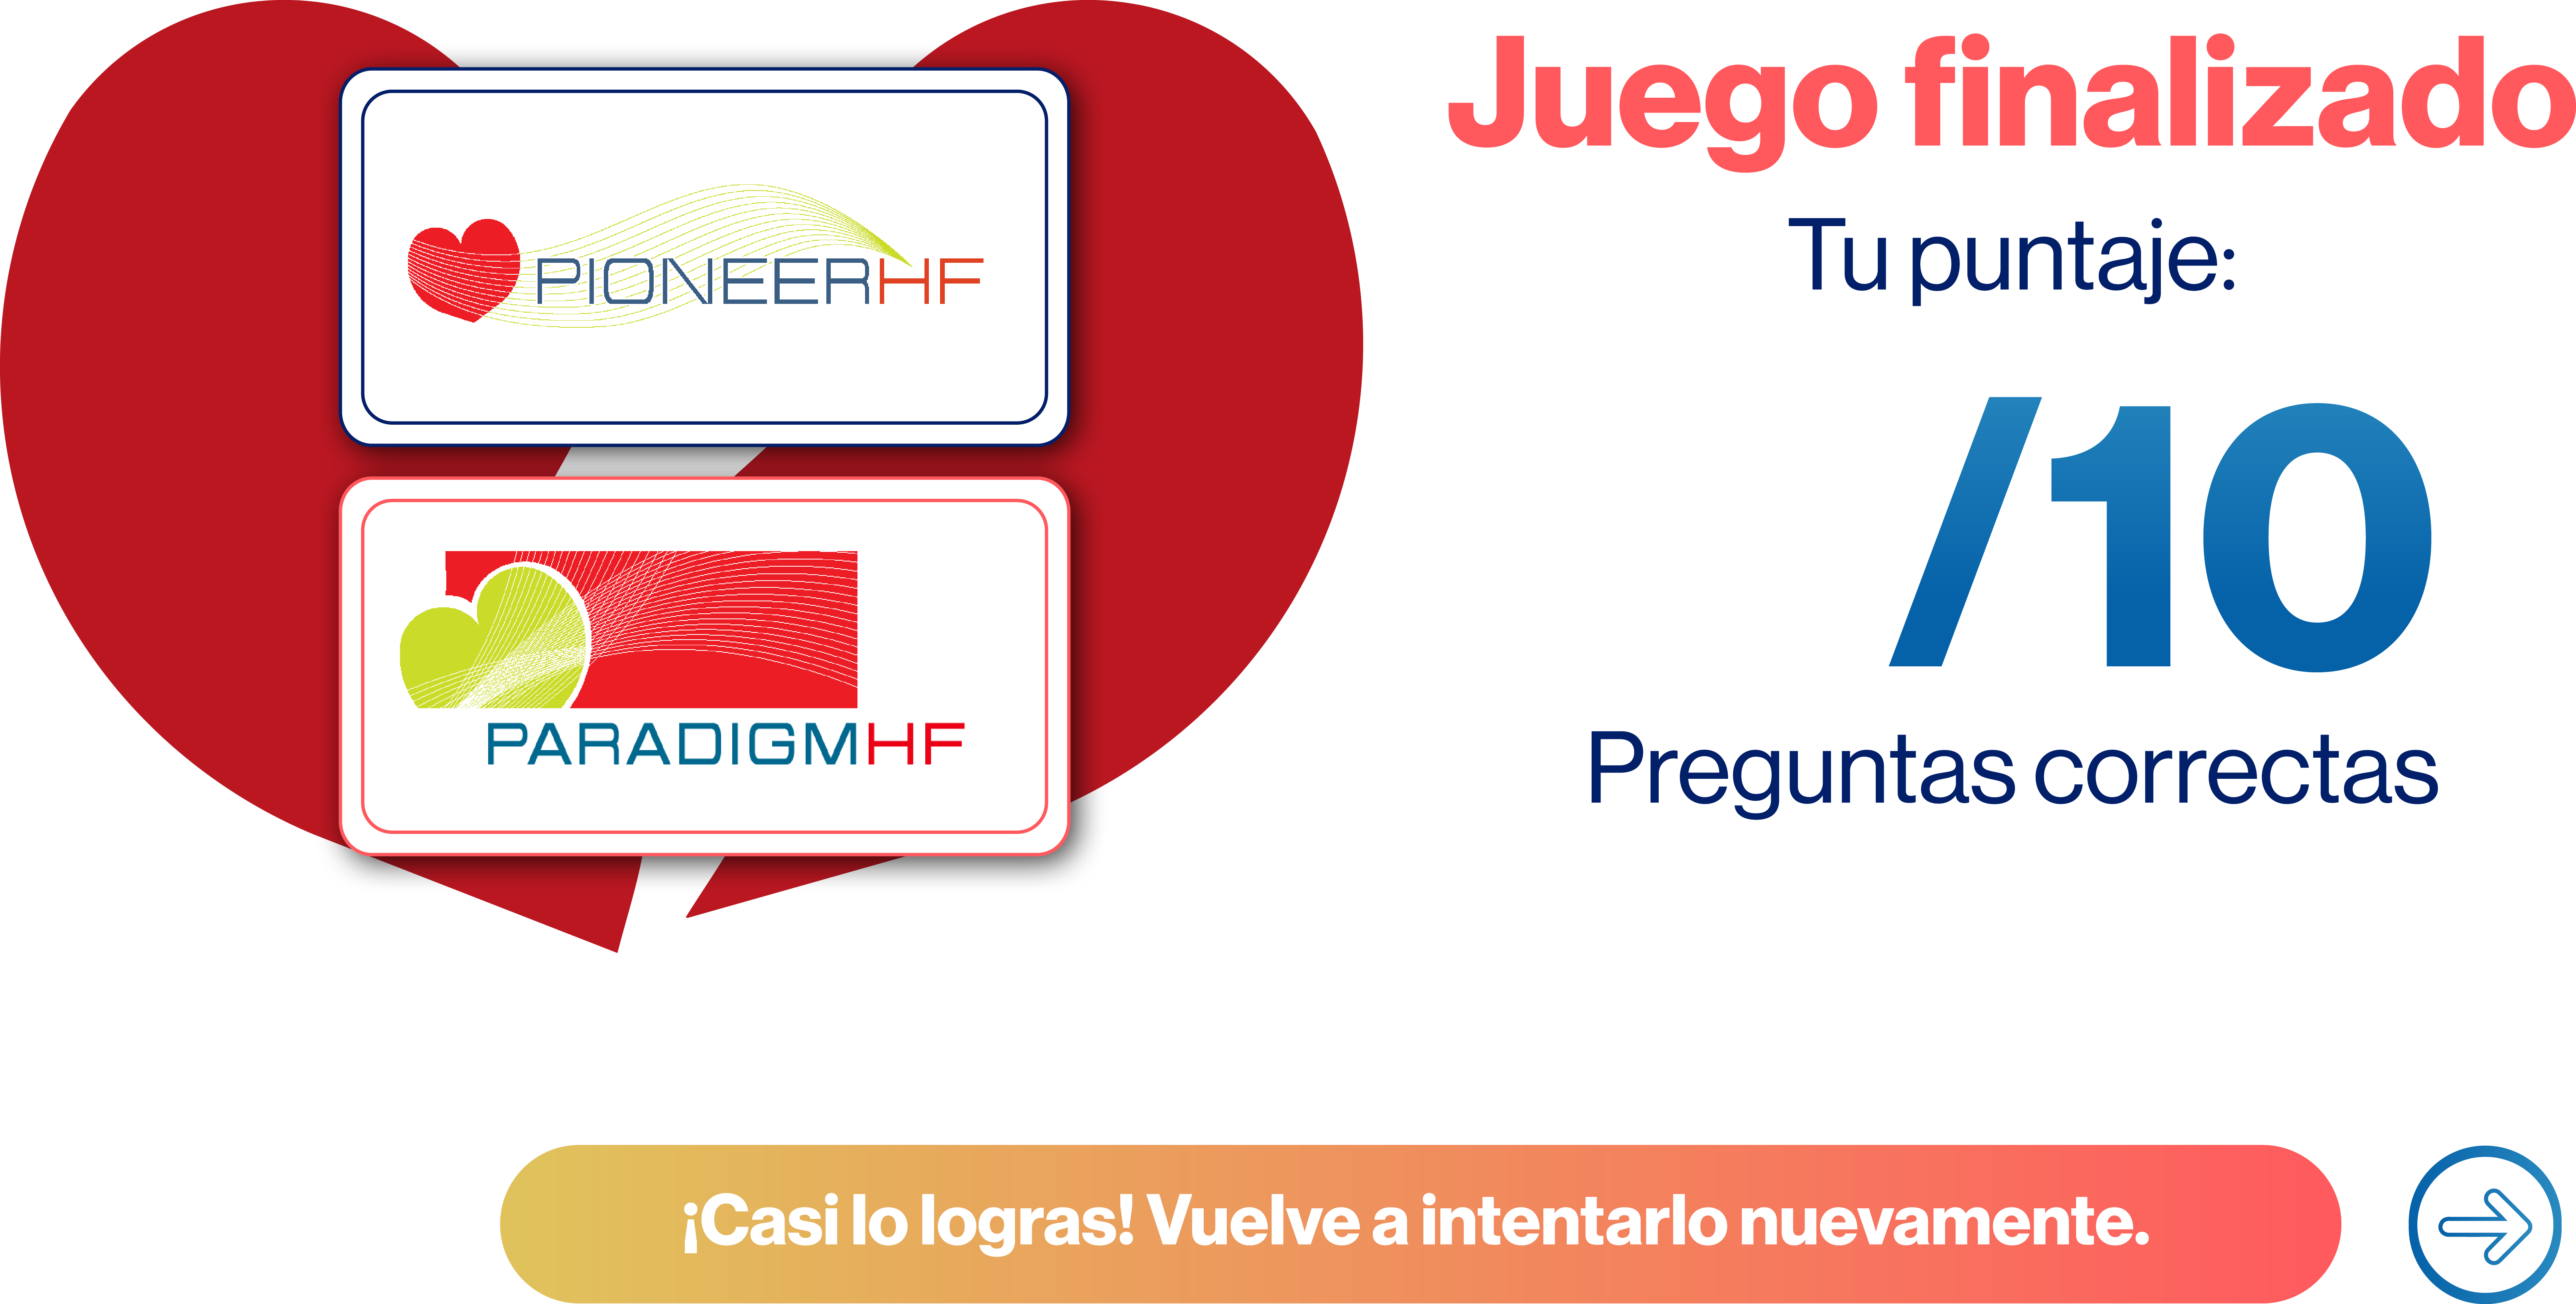 PIONEERHF
PARADIGMHF
Juego finalizado
Tu puntaje:
/10
Preguntas correctas
¡Casi lo logras! Vuelve a intentarlo nuevamente.